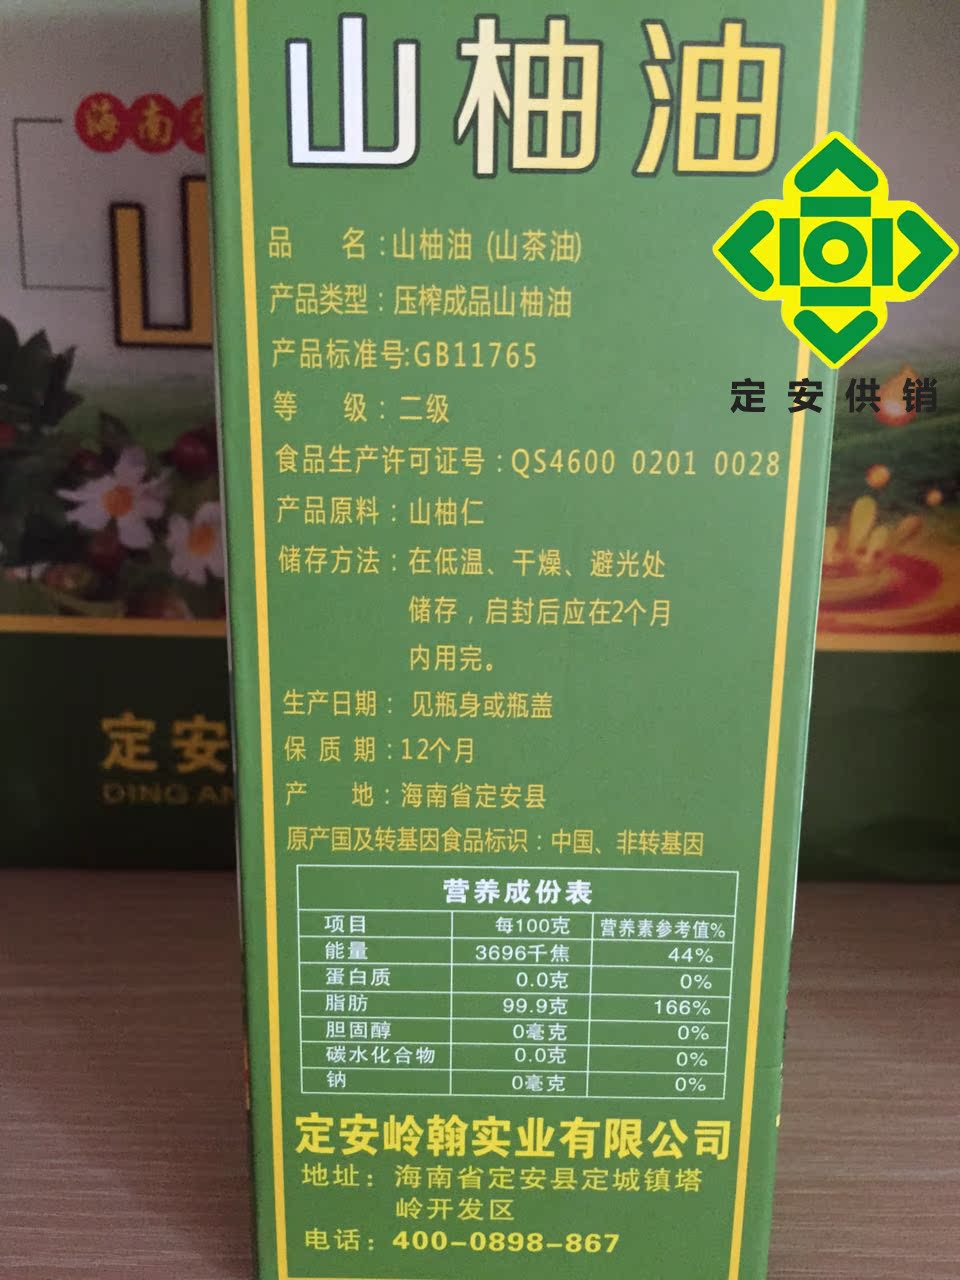 山柚油
海南
山
品　名：山柚油 (山茶油)
产品类型：压榨成品山柚油
产品标准号:GB11765
等　级：二级
食品生产许可证号：QS4600 0201 0028
产品原料：山柚仁
储存方法：在低温、干燥、避光处
储存，启封后应在2个月
内用完。
生产日期：见瓶身或瓶盖
保质期：12个月
产　地：海南省定安县
原产国及转基因食品标识：中国、非转基因
营养成份表
项目 每100克 营养素参考值%
能量 3696千焦 44%
蛋白质 0.0克 0%
脂肪 99.9克 166%
胆固醇 0毫克 0%
碳水化合物 0.0克 0%
钠 0毫克 0%
定安岭翰实业有限公司
地址：海南省定安县定城镇塔
岭开发区
电话：400-0898-867
定安供销
定安
DING AN